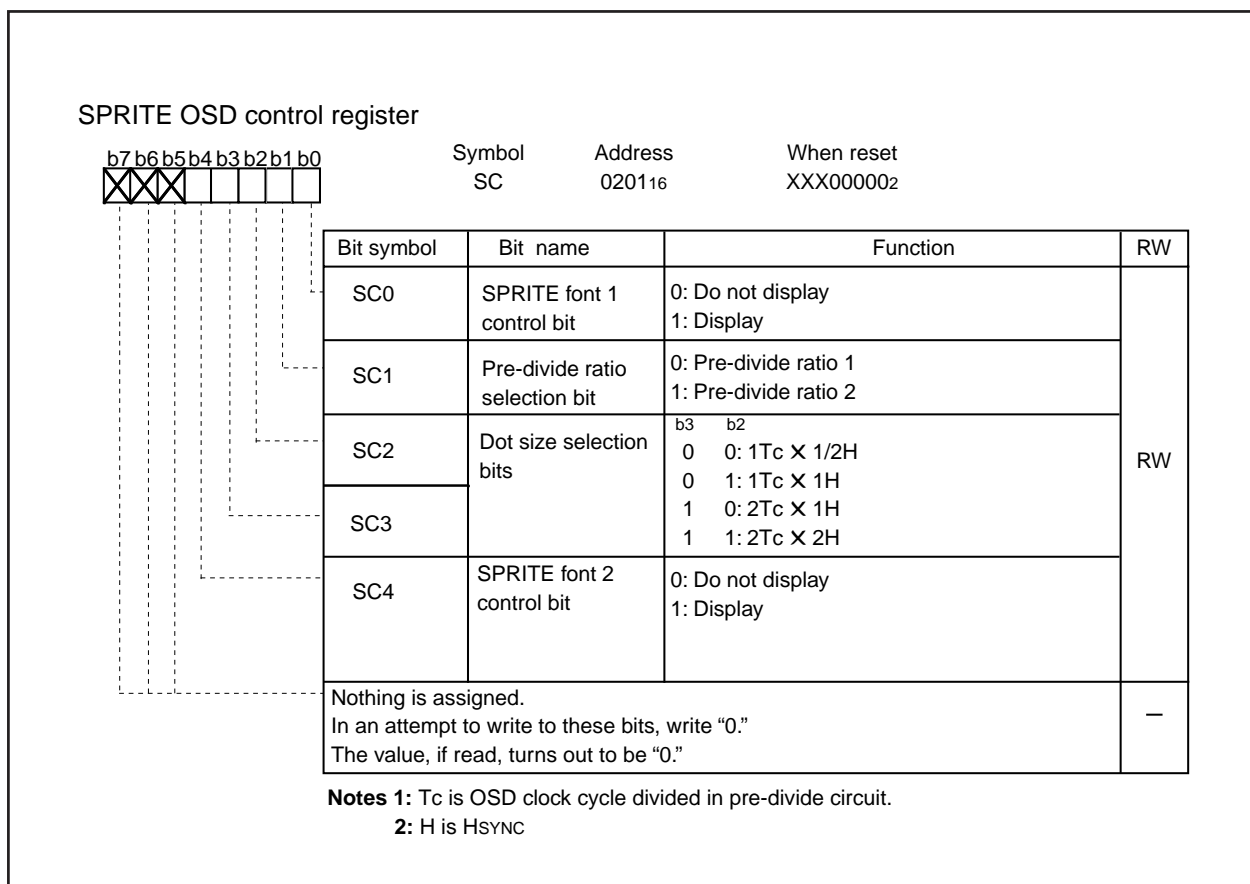 SPRITE OSD control register
b7 b6 b5 b4 b3 b2 b1 b0
Symbol Address When reset
SC 020116 XXX000002
Bit symbol Bit name Function RW
SC0 SPRITE font 1 control bit 0: Do not display
1: Display
SC1 Pre-divide ratio selection bit 0: Pre-divide ratio 1
1: Pre-divide ratio 2
SC2 Dot size selection bits b3 b2
0 0: 1Tc X 1/2H
0 1: 1Tc X 1H
SC3 1 0: 2Tc X 1H
1 1: 2Tc X 2H
RW
SC4 SPRITE font 2 control bit 0: Do not display
1: Display
Nothing is assigned.
In an attempt to write to these bits, write “0.”
The value, if read, turns out to be “0.”
–
Notes 1: Tc is OSD clock cycle divided in pre-divide circuit.
2: H is HSYNC